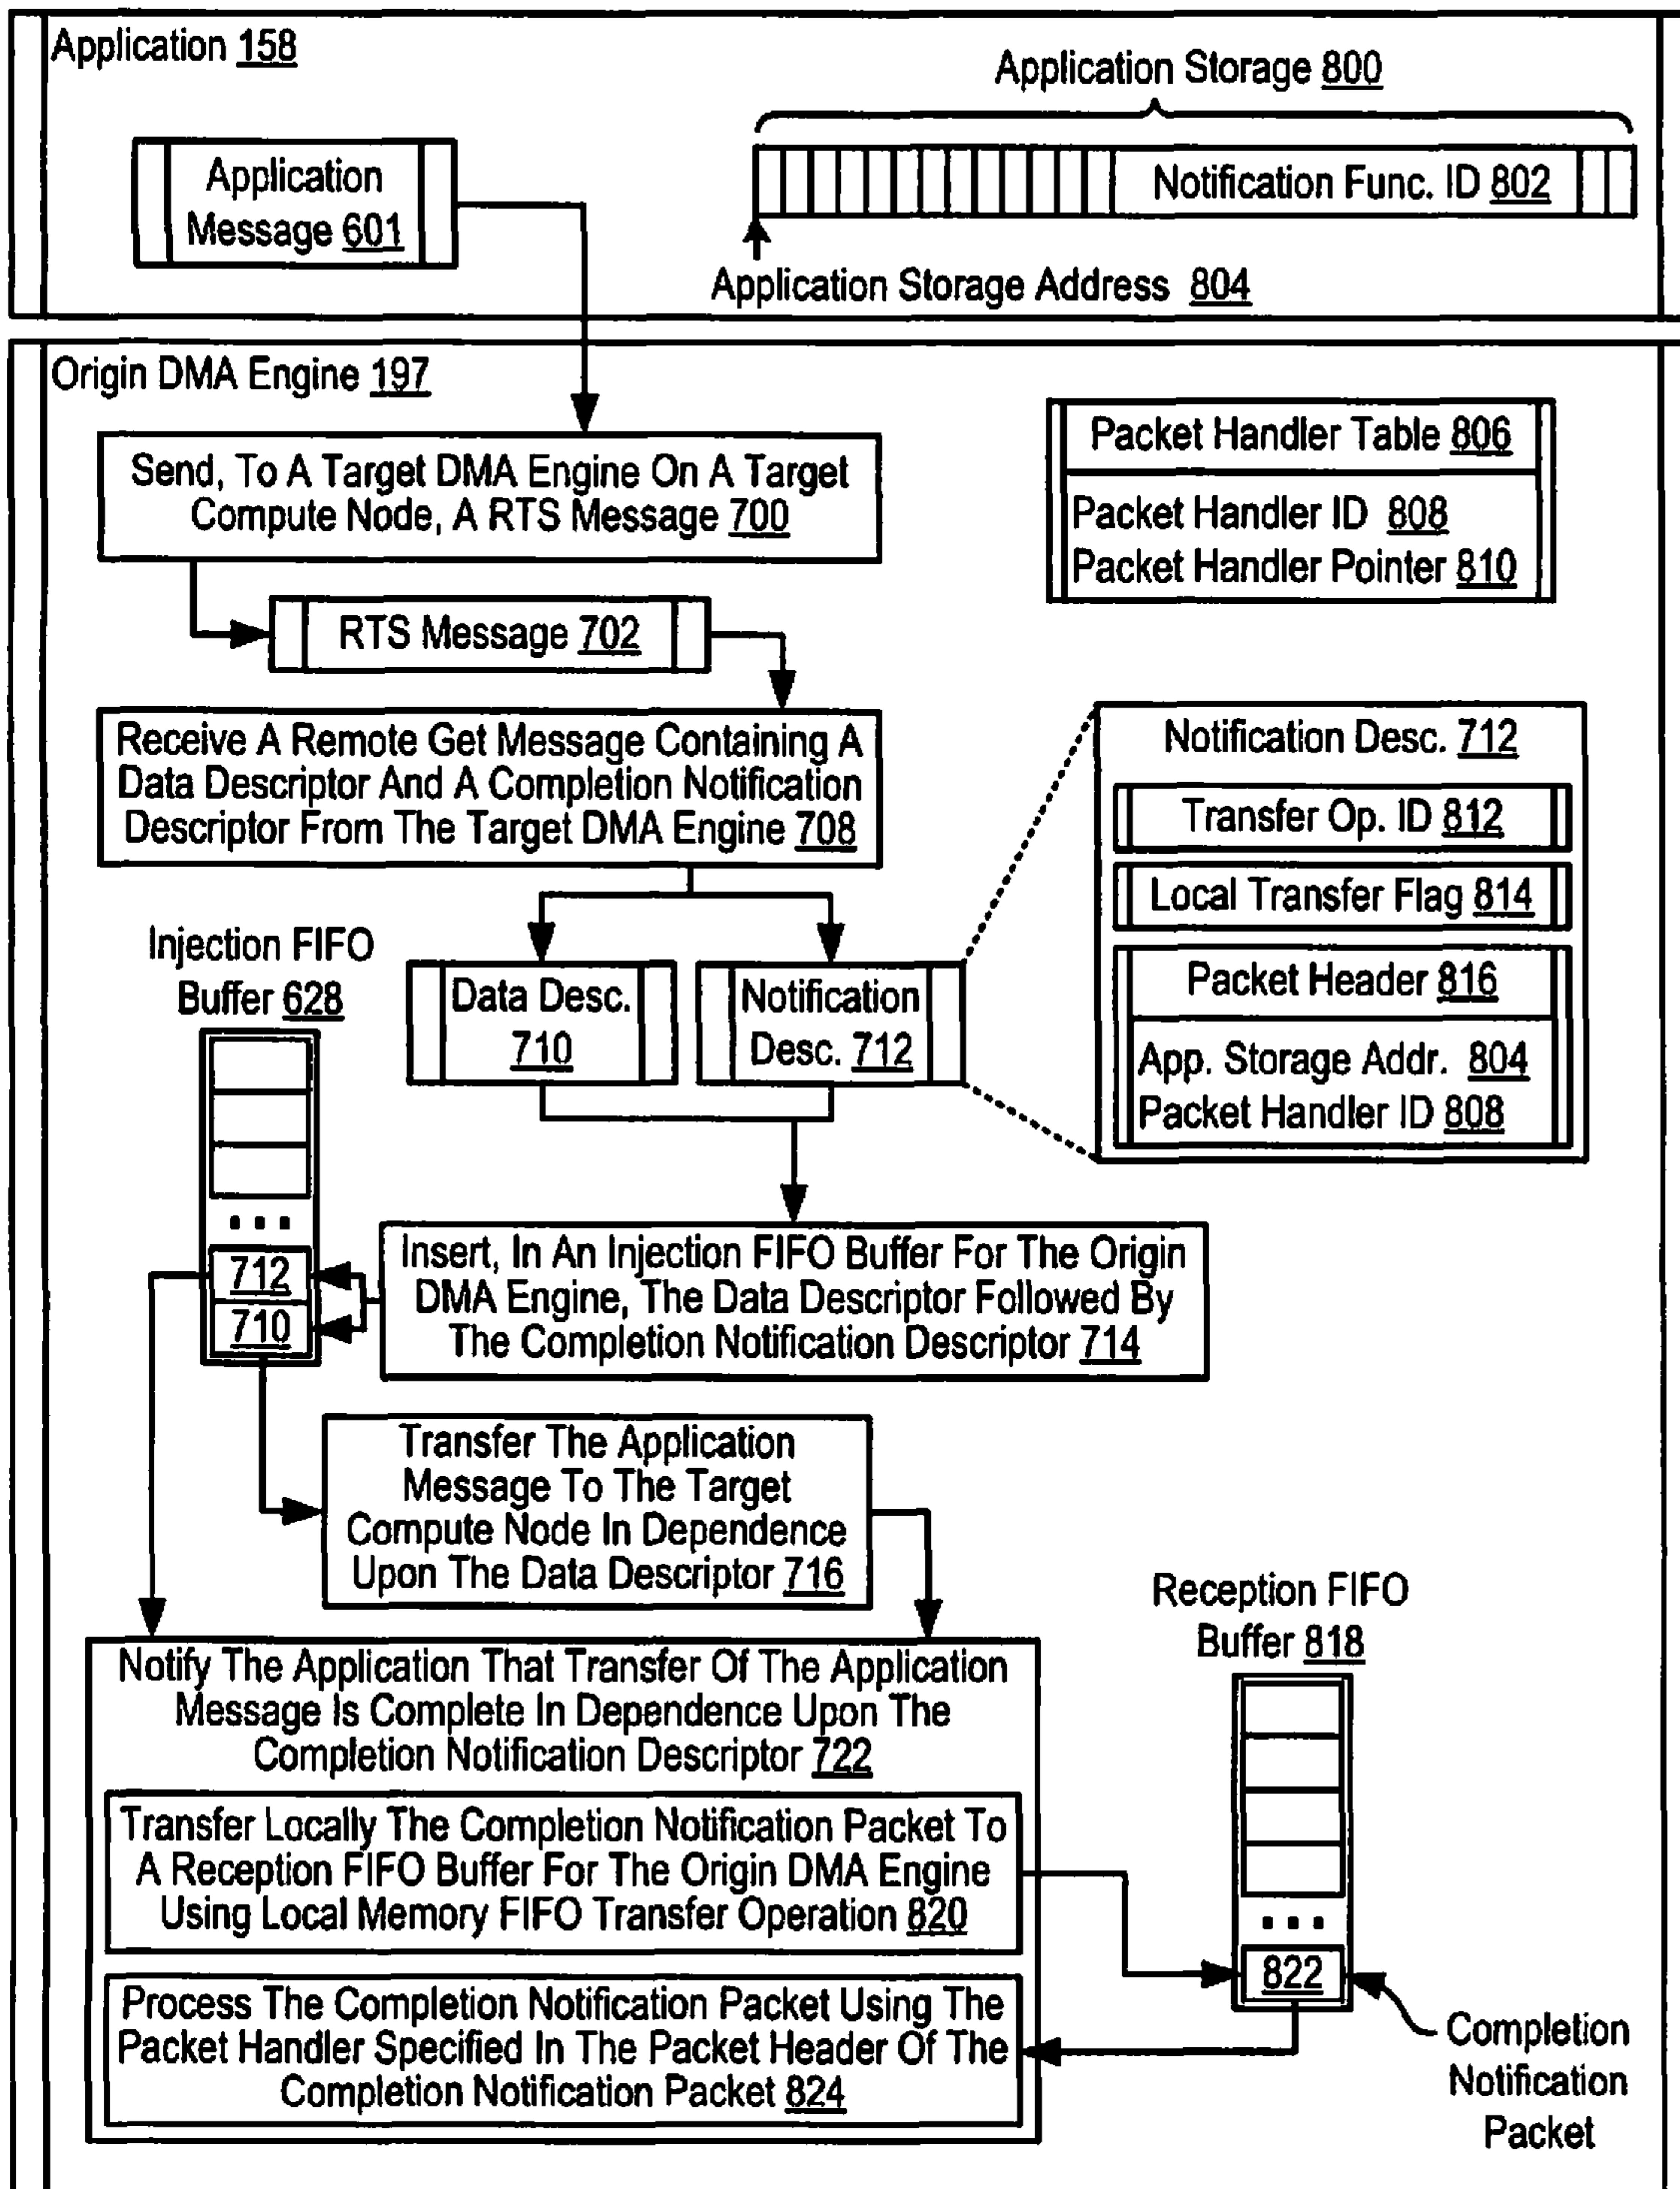 Application 158
Application Storage 800
Application
Message 601
Notification Func. ID 802
Application Storage Address 804
Origin DMA Engine 197
Send, To A Target DMA Engine On A Target
Compute Node, A RTS Message 700
Packet Handler Table 806
Packet Handler ID 808
Packet Handler Pointer 810
RTS Message 702
Receive A Remote Get Message Containing A
Data Descriptor And A Completion Notification
Descriptor From The Target DMA Engine 708
Notification Desc. 712
Transfer Op. ID 812
Local Transfer Flag 814
Packet Header 816
App. Storage Addr. 804
Packet Handler ID 808
Injection FIFO
Buffer 628
Data Desc.
710
Notification
Desc. 712
...
712
710
Insert, In An Injection FIFO Buffer For The Origin
DMA Engine, The Data Descriptor Followed By
The Completion Notification Descriptor 714
Transfer The Application
Message To The Target
Compute Node In Dependence
Upon The Data Descriptor 716
Reception FIFO
Buffer 818
Notify The Application That Transfer Of The Application
Message Is Complete In Dependence Upon The
Completion Notification Descriptor 722
Transfer Locally The Completion Notification Packet To
A Reception FIFO Buffer For The Origin DMA Engine
Using Local Memory FIFO Transfer Operation 820
...
822
Process The Completion Notification Packet Using The
Packet Handler Specified In The Packet Header Of The
Completion Notification Packet 824
Completion
Notification
Packet